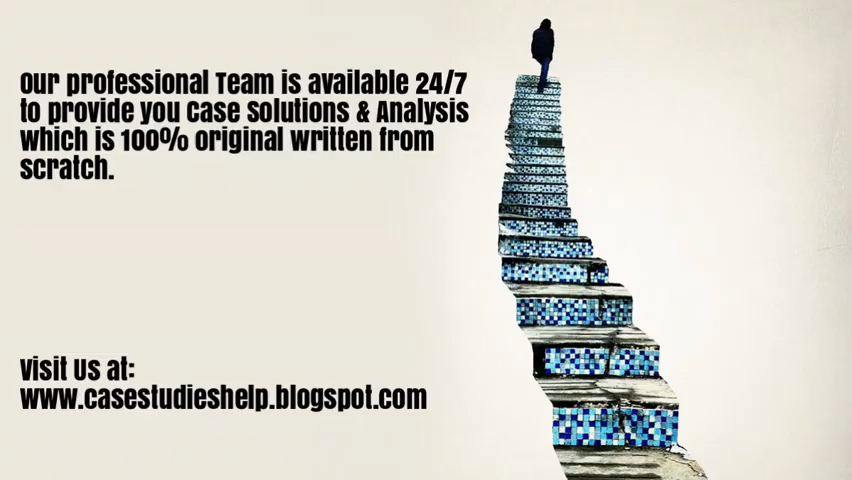 Our professional Team is available 24/7
to provide you Case Solutions & Analysis
which is 100% original written from
scratch.
Visit Us at:
www.casestudieshelp.blogspot.com